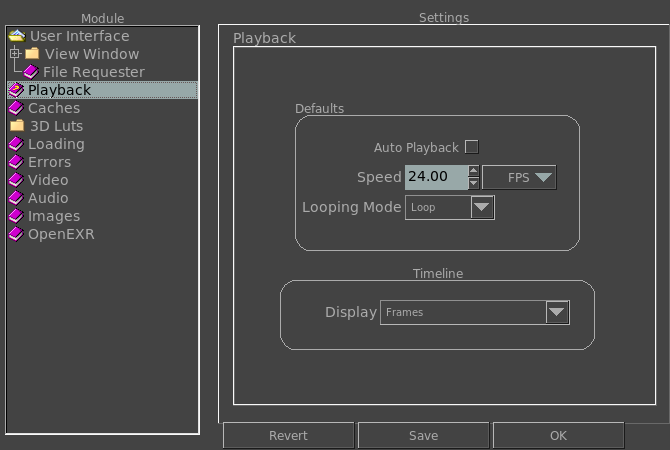 Module
User Interface
View Window
File Requester
Playback
Caches
3D Luts
Loading
Errors
Video
Audio
Images
OpenEXR
Settings
Playback
Defaults
Auto Playback
Speed 24.00 FPS
Looping Mode Loop
Timeline
Display Frames
Revert Save OK